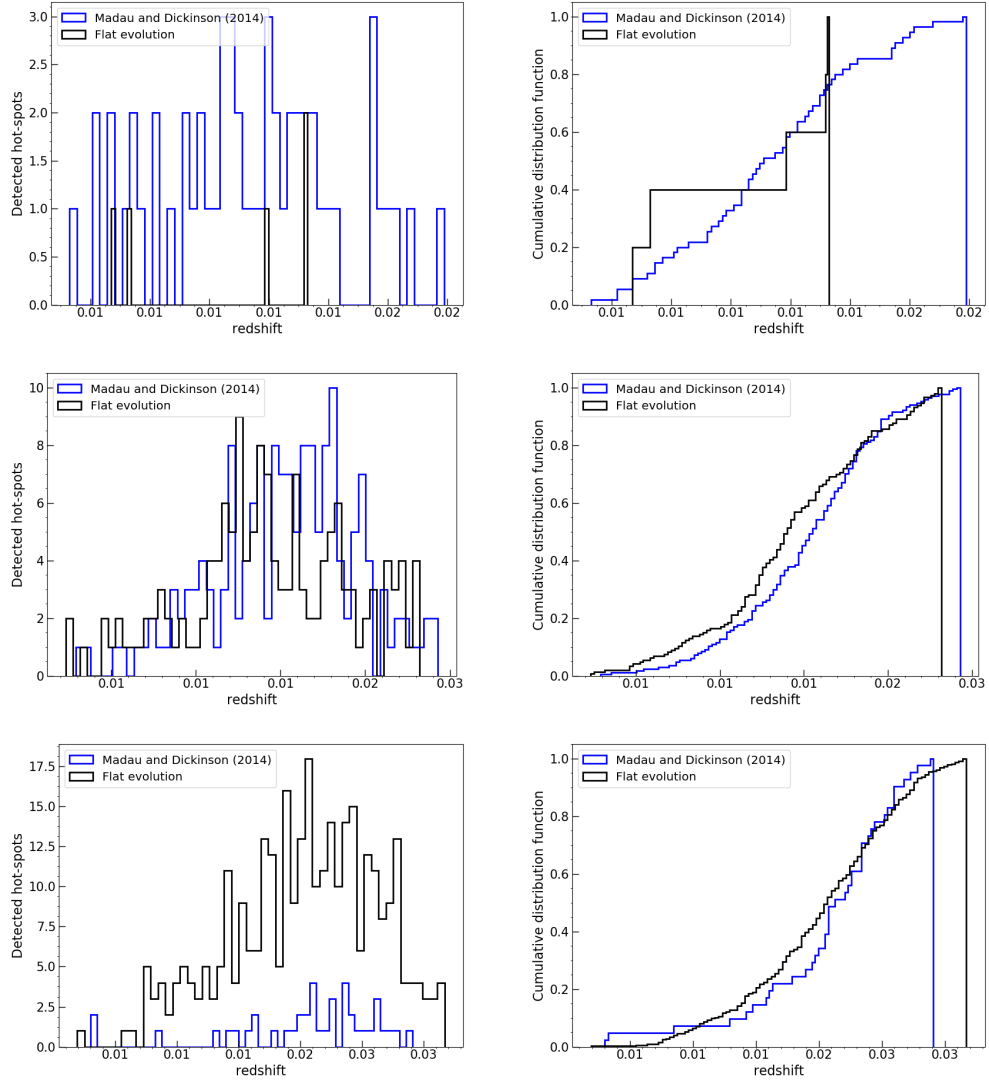 Madau and Dickinson (2014)
Flat evolution
Detected hot-spots
3.0
2.5
2.0
1.5
1.0
0.5
0.0
0.01 0.01 0.01 0.01 0.01 0.02 0.02
redshift
Madau and Dickinson (2014)
Flat evolution
Cumulative distribution function
1.0
0.8
0.6
0.4
0.2
0.0
0.01 0.01 0.01 0.01 0.01 0.02 0.02
redshift
Madau and Dickinson (2014)
Flat evolution
Detected hot-spots
10
8
6
4
2
0
0.01 0.01 0.01 0.02 0.03
redshift
Madau and Dickinson (2014)
Flat evolution
Cumulative distribution function
1.0
0.8
0.6
0.4
0.2
0.0
0.01 0.01 0.01 0.02 0.03
redshift
Madau and Dickinson (2014)
Flat evolution
Detected hot-spots
17.5
15.0
12.5
10.0
7.5
5.0
2.5
0.0
0.01 0.01 0.01 0.02 0.03 0.03
redshift
Madau and Dickinson (2014)
Flat evolution
Cumulative distribution function
1.0
0.8
0.6
0.4
0.2
0.0
0.01 0.01 0.01 0.02 0.03 0.03
redshift